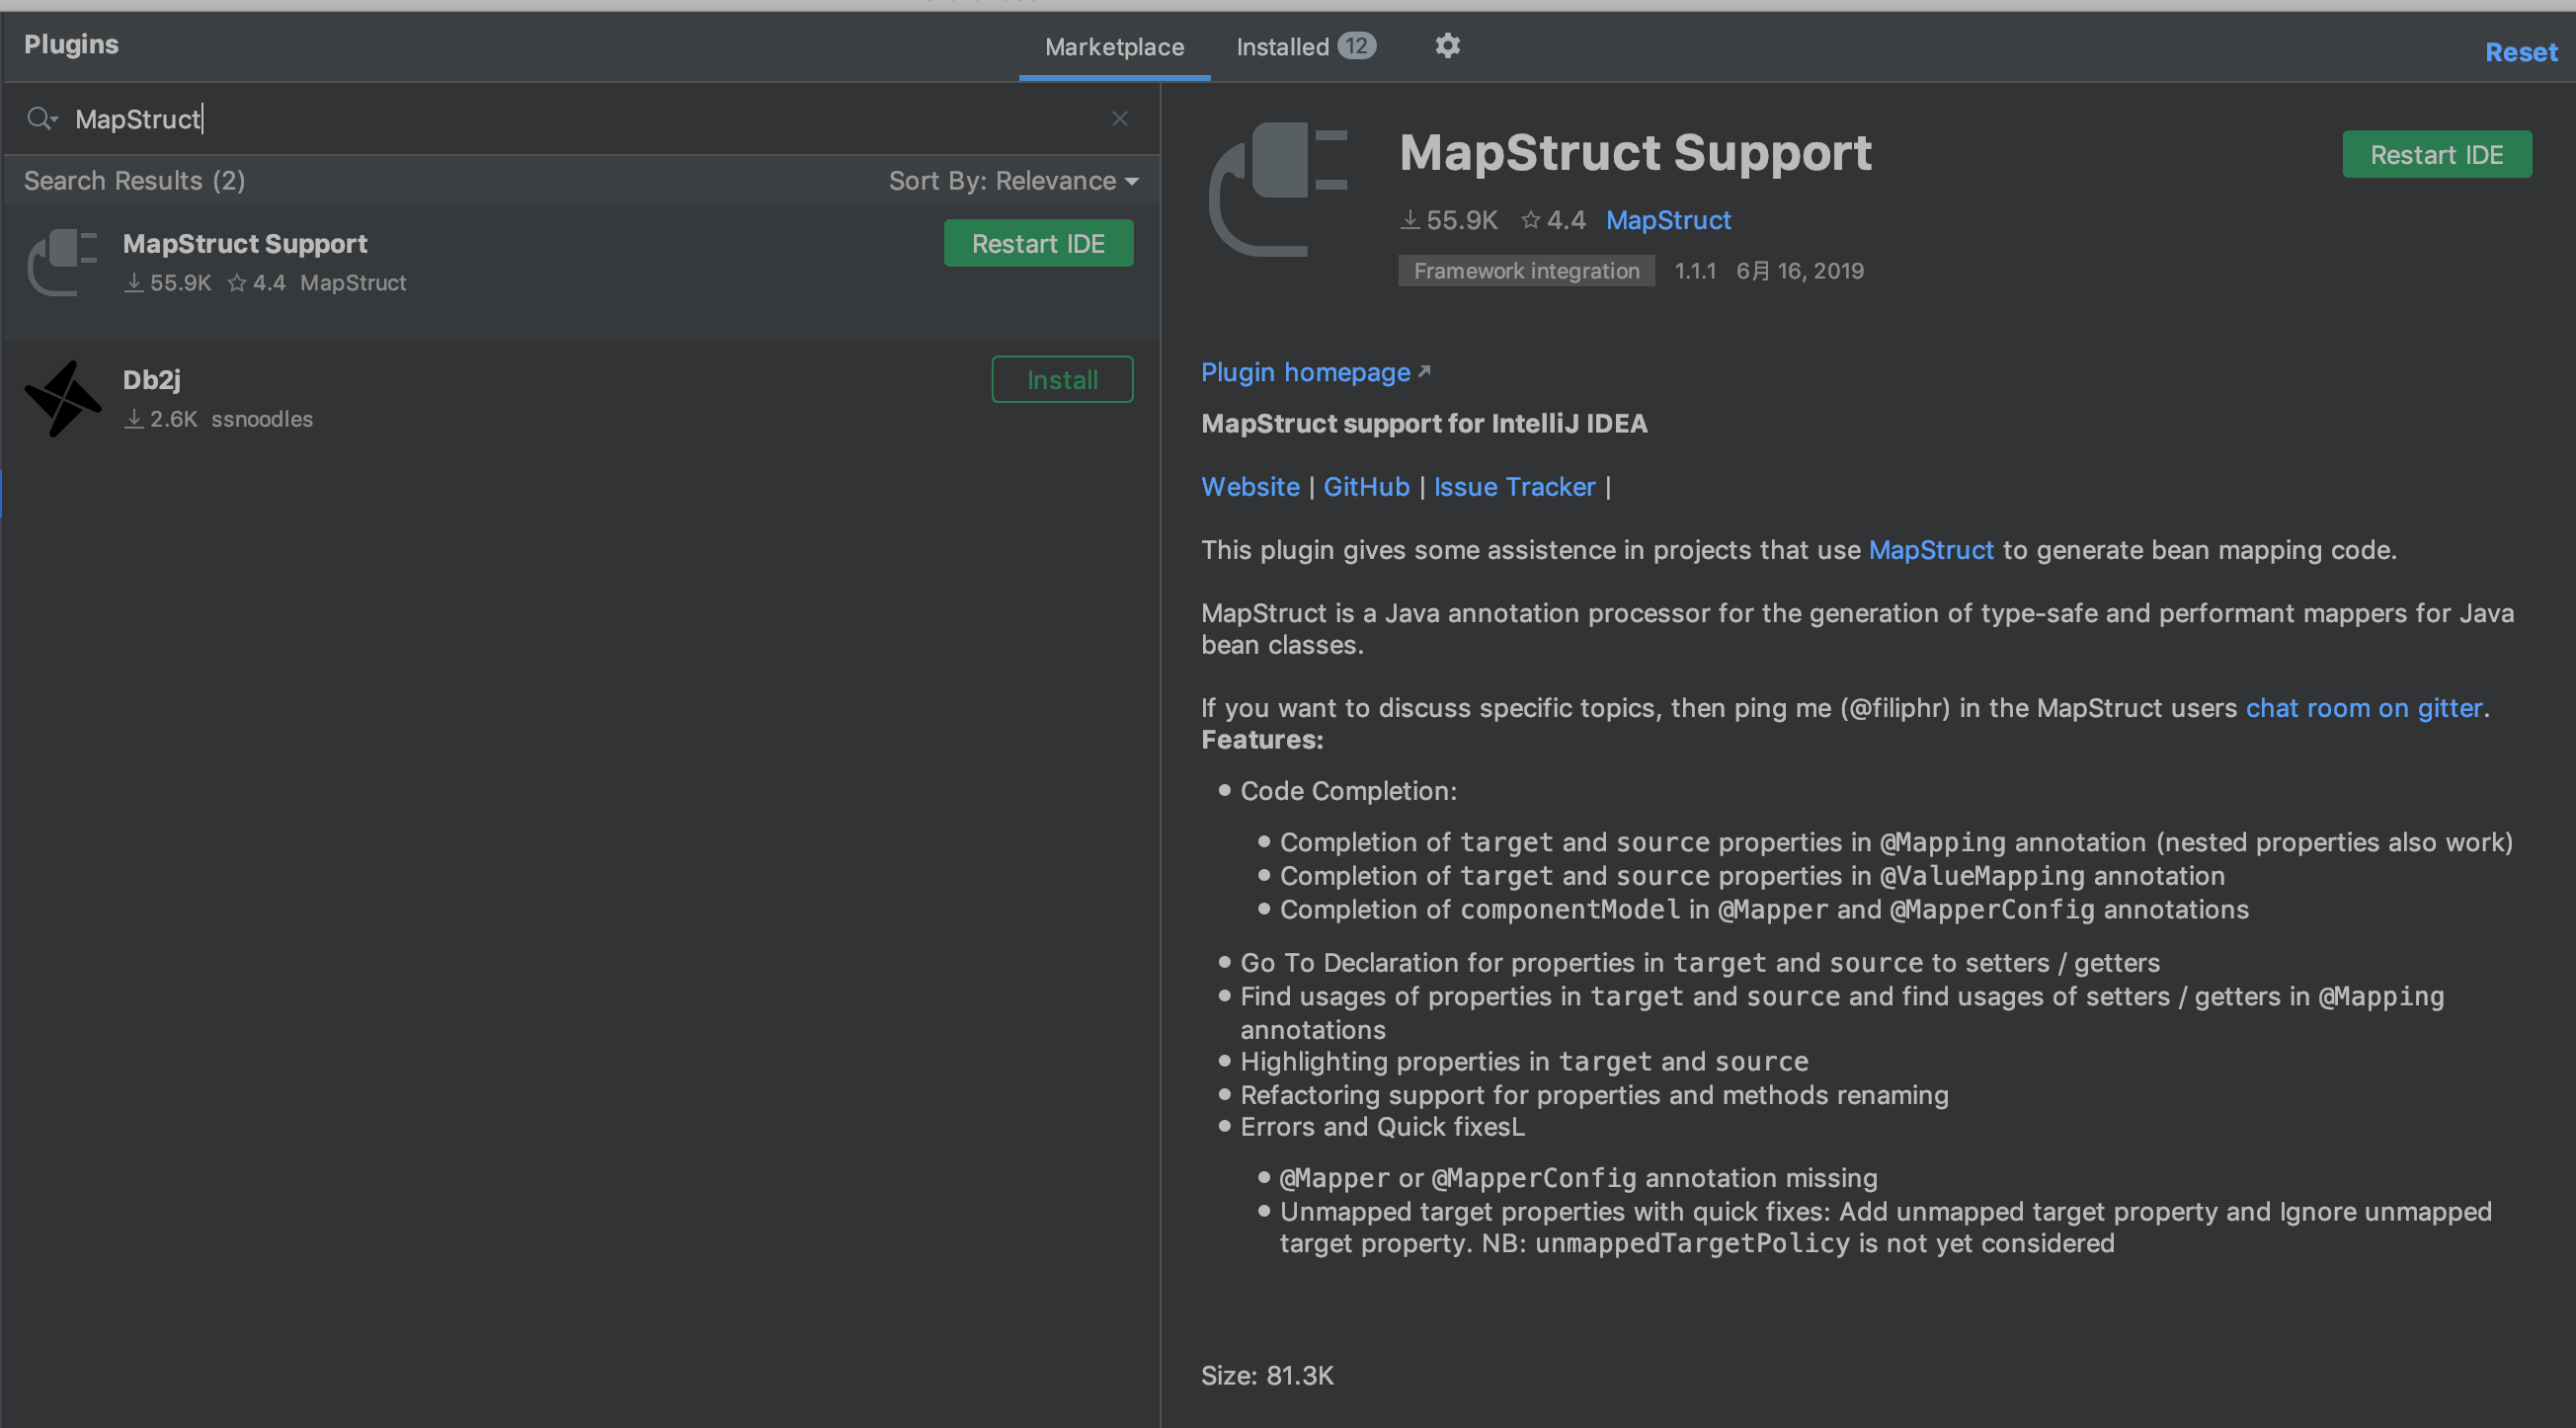 Plugins
Marketplace
Installed 12
Reset
MapStruct
Search Results (2)
Sort By: Relevance
MapStruct Support
Restart IDE
55.9K 4.4 MapStruct
Db2j
Install
2.6K ssnoodles
MapStruct Support
Restart IDE
55.9K 4.4 MapStruct
Framework integration 1.1.1 6月 16, 2019
Plugin homepage
MapStruct support for IntelliJ IDEA
Website | GitHub | Issue Tracker |
This plugin gives some assistence in projects that use MapStruct to generate bean mapping code.
MapStruct is a Java annotation processor for the generation of type-safe and performant mappers for Java
bean classes.
If you want to discuss specific topics, then ping me (@filiphr) in the MapStruct users chat room on gitter.
Features:
Code Completion:
Completion of target and source properties in @Mapping annotation (nested properties also work)
Completion of target and source properties in @ValueMapping annotation
Completion of componentModel in @Mapper and @MapperConfig annotations
Go To Declaration for properties in target and source to setters / getters
Find usages of properties in target and source and find usages of setters / getters in @Mapping
annotations
Highlighting properties in target and source
Refactoring support for properties and methods renaming
Errors and Quick fixesL
@Mapper or @MapperConfig annotation missing
Unmapped target properties with quick fixes: Add unmapped target property and Ignore unmapped
target property. NB: unmappedTargetPolicy is not yet considered
Size: 81.3K